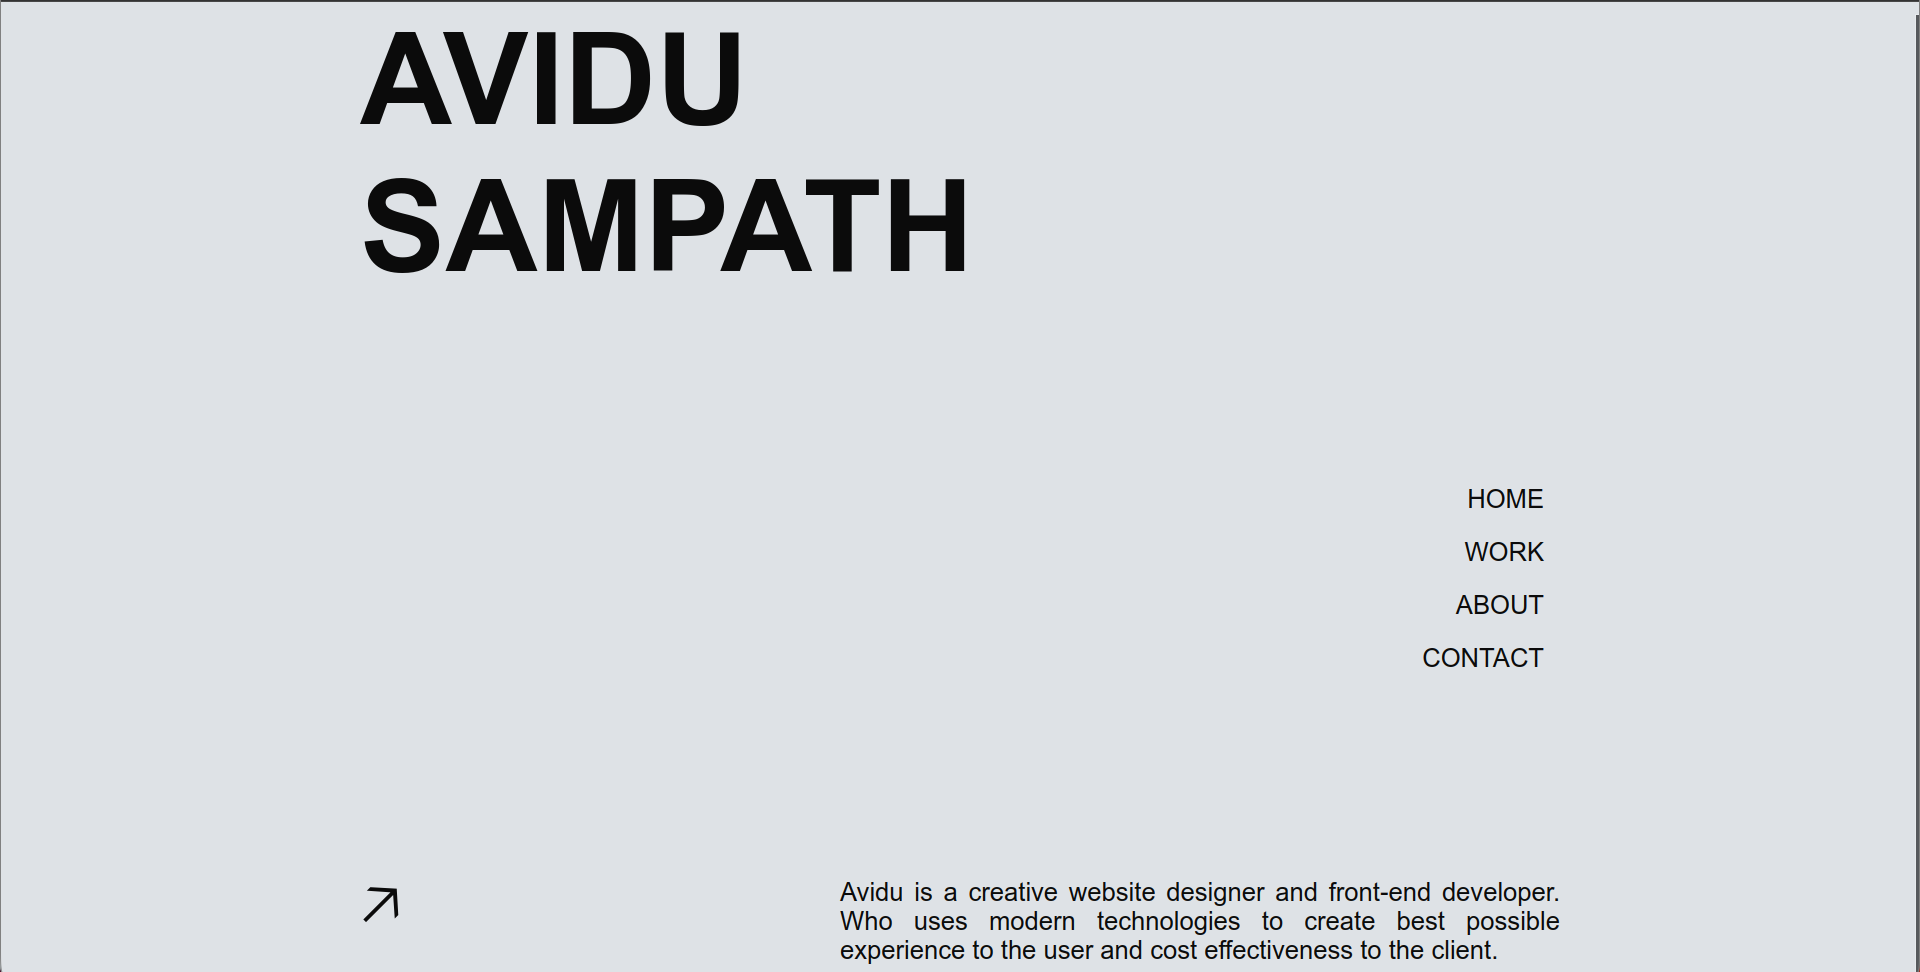 AVIDU
SAMPATH
HOME
WORK
ABOUT
CONTACT
Avidu is a creative website designer and front-end developer.
Who uses modern technologies to create best possible
experience to the user and cost effectiveness to the client.